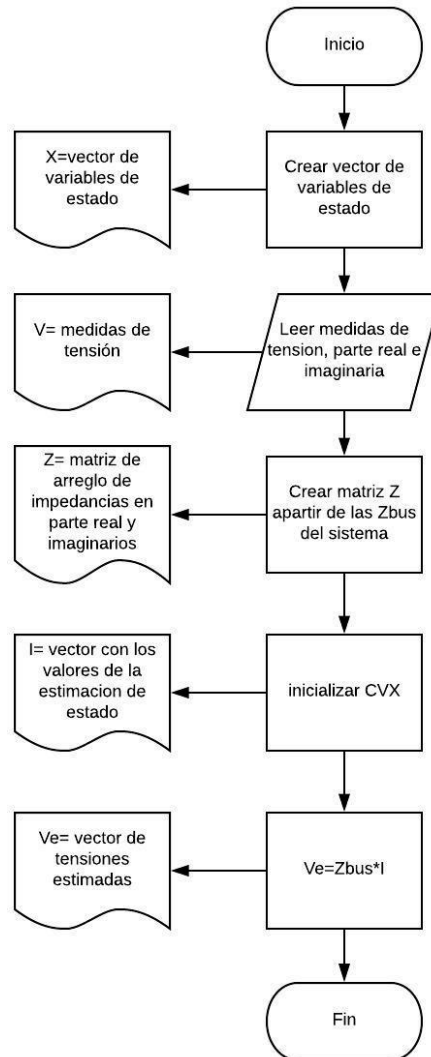 Inicio
X=vector de
variables de
estado
Crear vector de
variables de
estado
V= medidas de
tensión
Leer medidas de
tension, parte real e
imaginaria
Z= matriz de
arreglo de
impedancias en
parte real y
imaginarios
Crear matriz Z
apartir de las Zbus
del sistema
I= vector con los
valores de la
estimacion de
estado
inicializar CVX
Ve= vector de
tensiones
estimadas
Ve=Zbus*I
Fin